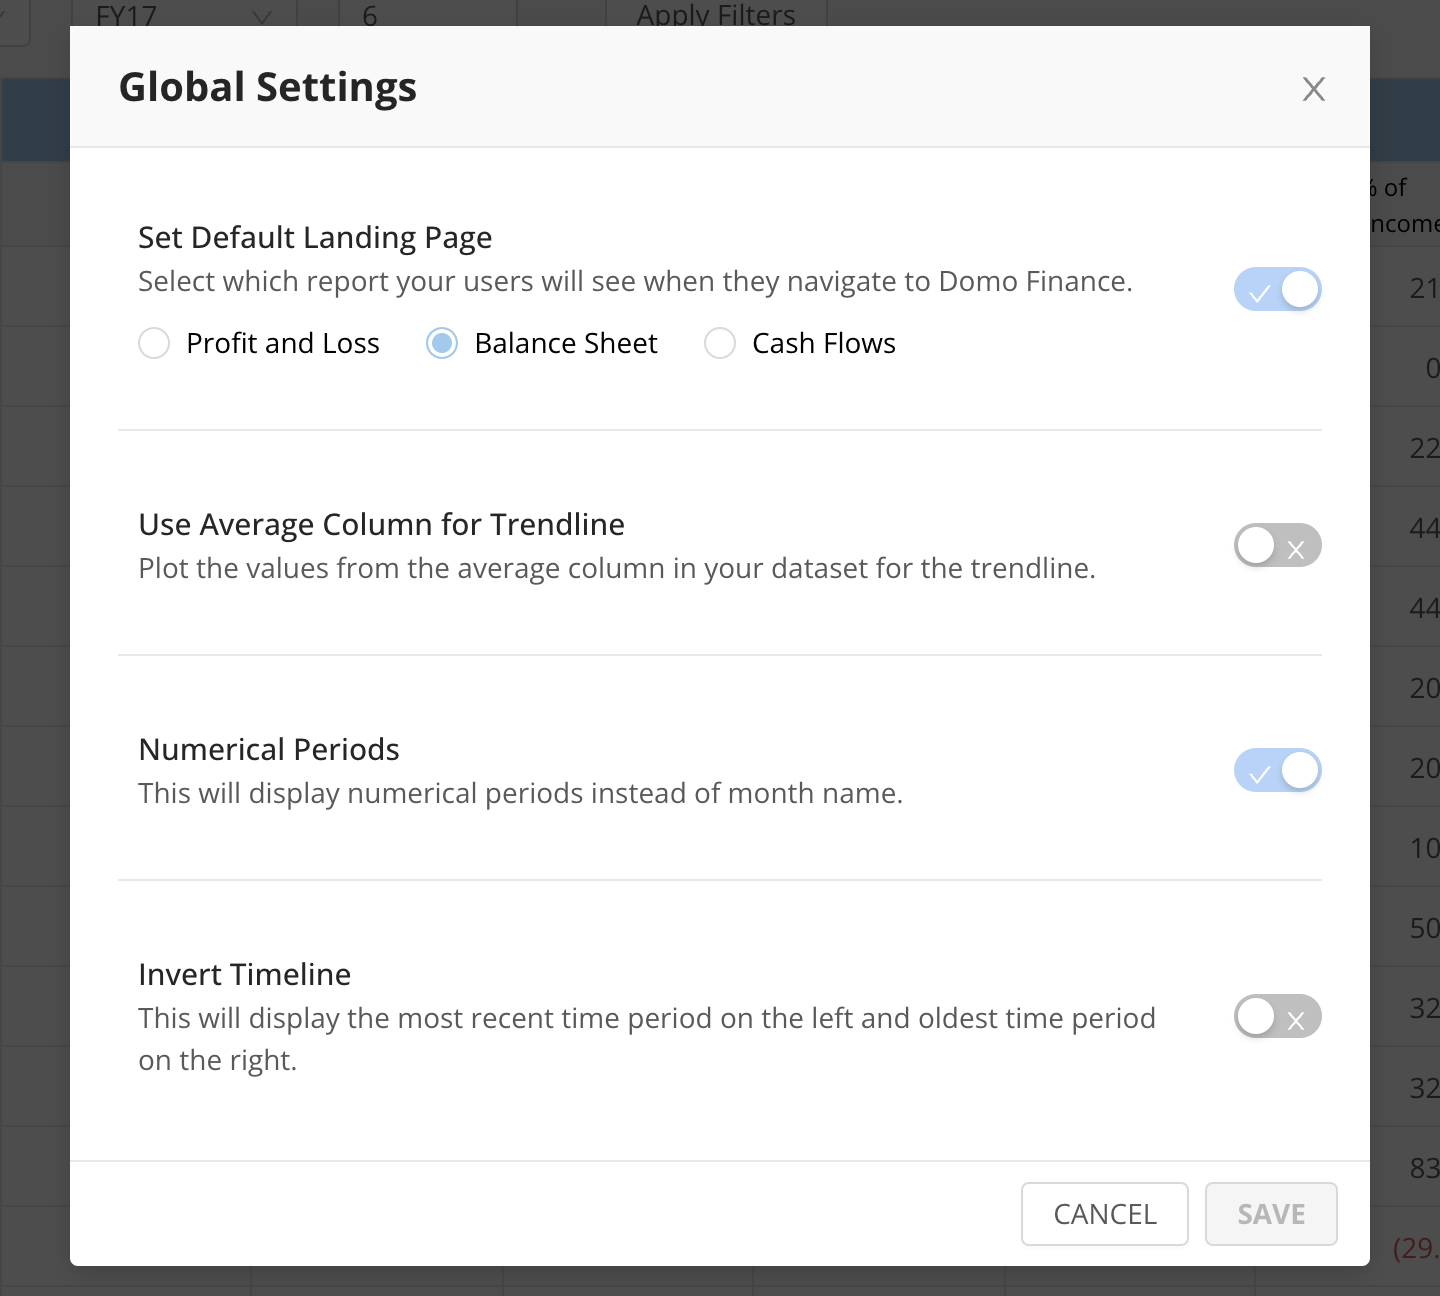 FY17
6
Apply Filters
Global Settings
% of
ncome
Set Default Landing Page
Select which report your users will see when they navigate to Domo Finance.
Profit and Loss
Balance Sheet
Cash Flows
Use Average Column for Trendline
Plot the values from the average column in your dataset for the trendline.
Numerical Periods
This will display numerical periods instead of month name.
Invert Timeline
This will display the most recent time period on the left and oldest time period
on the right.
CANCEL
SAVE
21
0
22
44
44
20
20
10
50
32
32
83
(29.